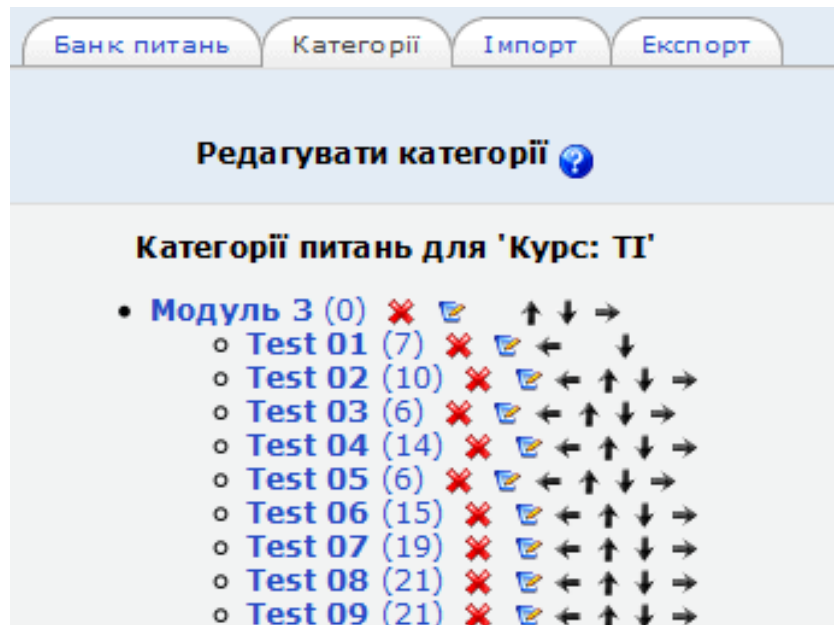 Банк питань Категорії Імпорт Експорт
Редагувати категорії ?
Категорії питань для 'Курс: ТІ'
Модуль 3 (0)
Test 01 (7)
Test 02 (10)
Test 03 (6)
Test 04 (14)
Test 05 (6)
Test 06 (15)
Test 07 (19)
Test 08 (21)
Test 09 (21)